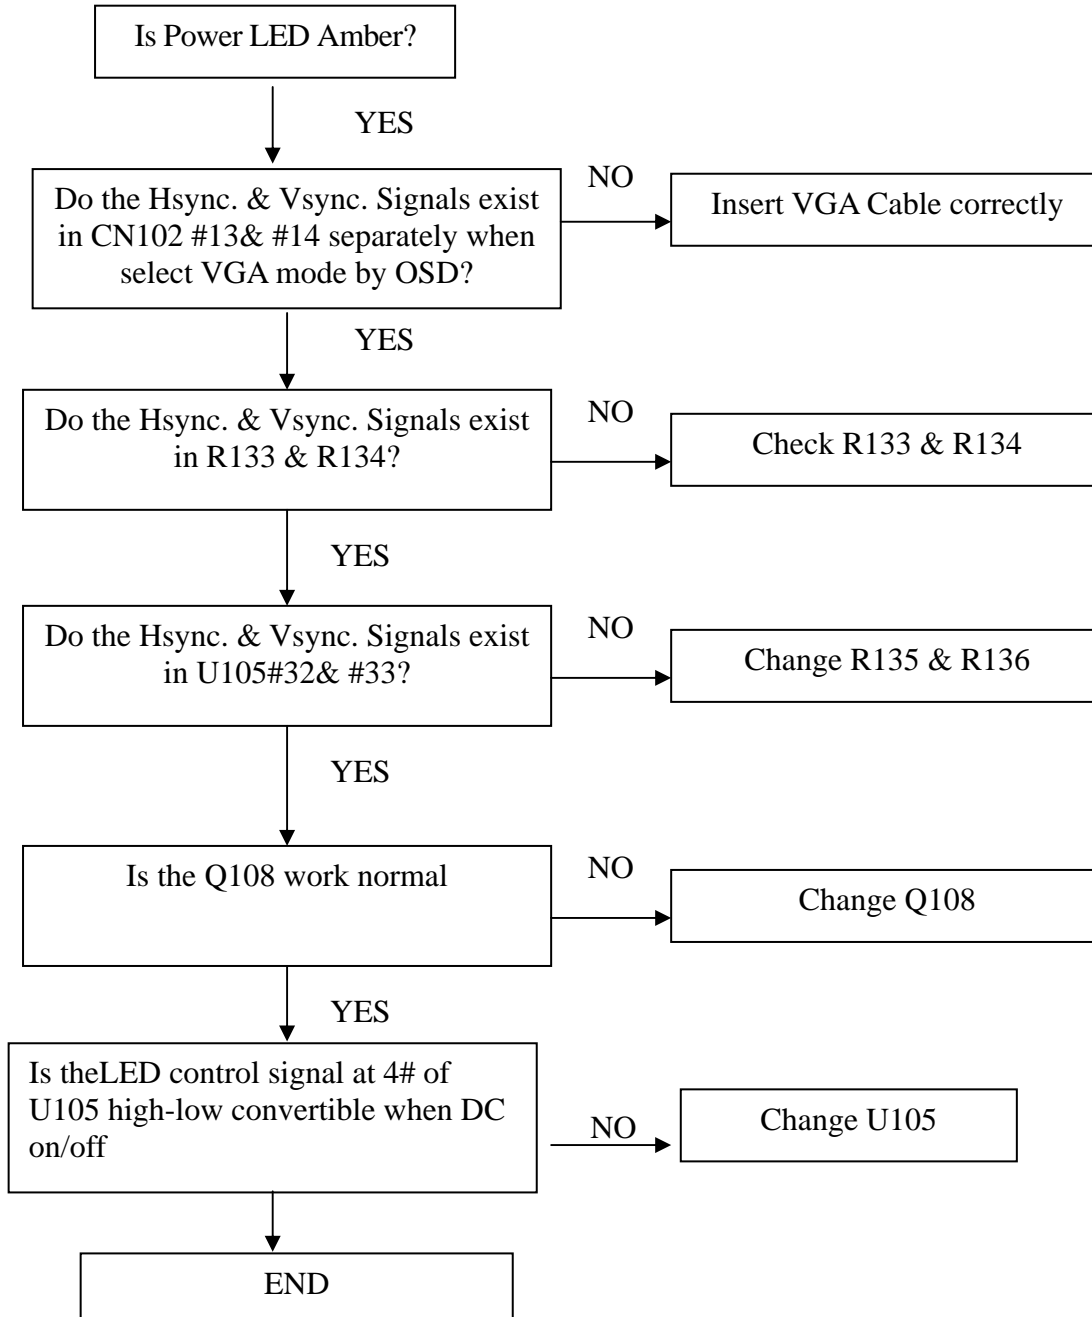 Is Power LED Amber?
YES
Do the Hsync. & Vsync. Signals exist
in CN102 #13& #14 separately when
select VGA mode by OSD?
NO
Insert VGA Cable correctly
YES
Do the Hsync. & Vsync. Signals exist
in R133 & R134?
NO
Check R133 & R134
YES
Do the Hsync. & Vsync. Signals exist
in U105#32& #33?
NO
Change R135 & R136
YES
Is the Q108 work normal
NO
Change Q108
YES
Is theLED control signal at 4# of
U105 high-low convertible when DC
on/off
NO
Change U105
END